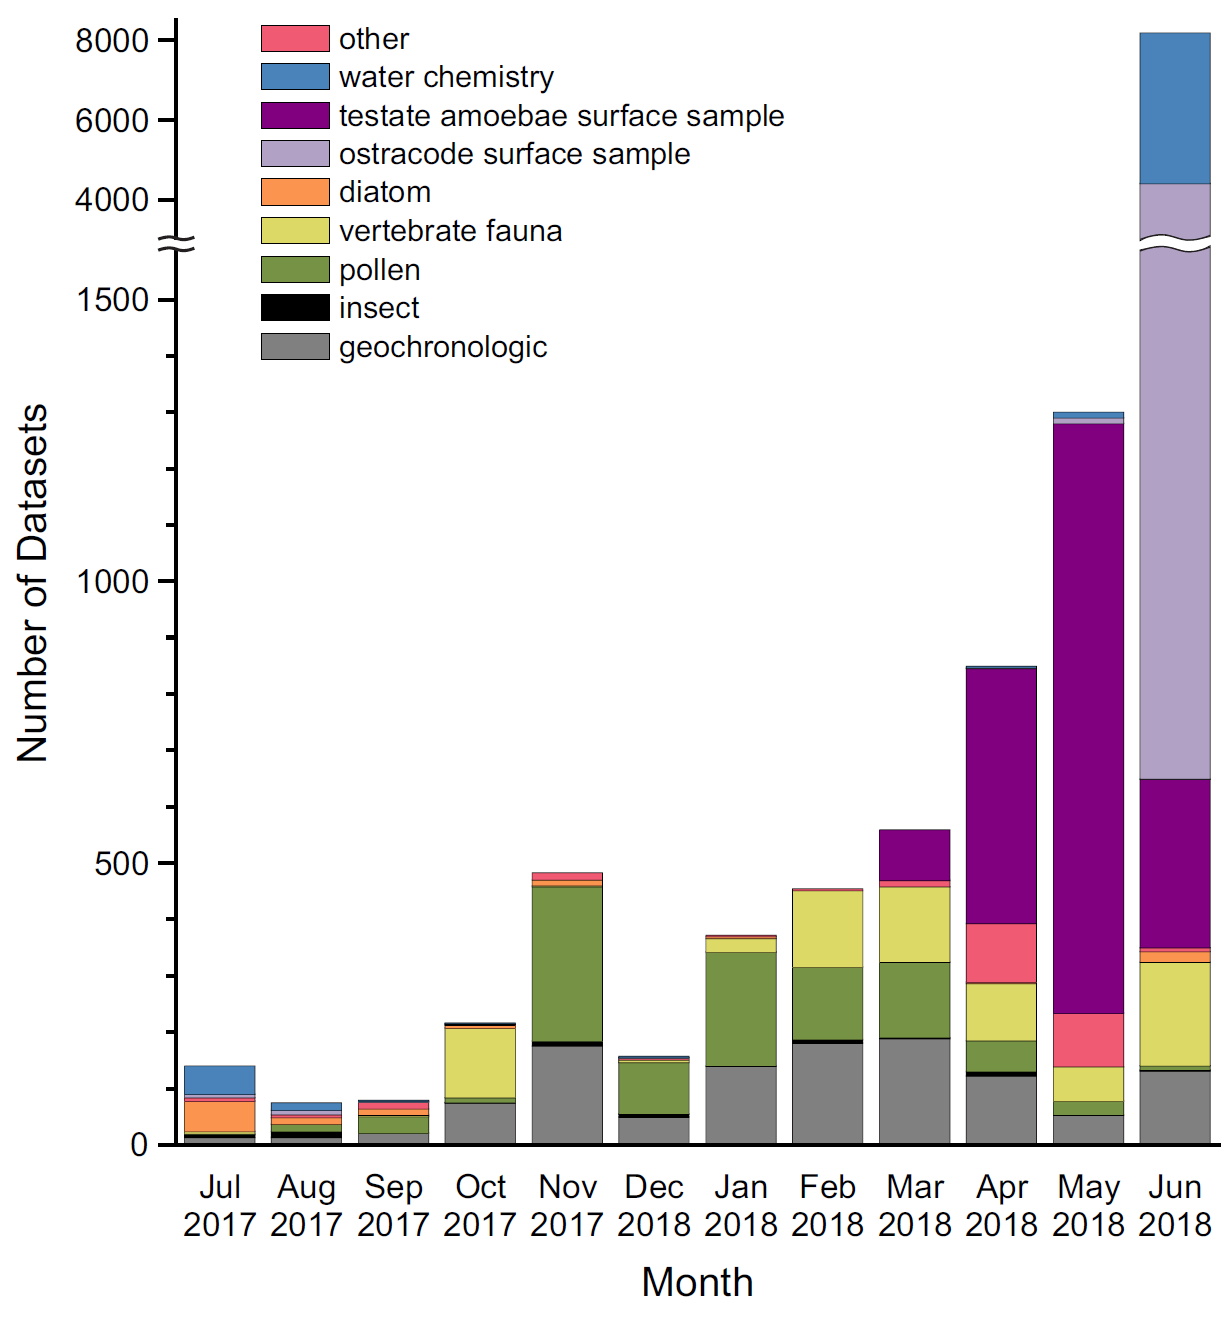 8000
6000
4000
1500
1000
500
0
Number of Datasets
other
water chemistry
testate amoebae surface sample
ostracode surface sample
diatom
vertebrate fauna
pollen
insect
geochronologic
Jul Aug Sep Oct Nov Dec Jan Feb Mar Apr May Jun
2017 2017 2017 2017 2017 2018 2018 2018 2018 2018 2018 2018
Month